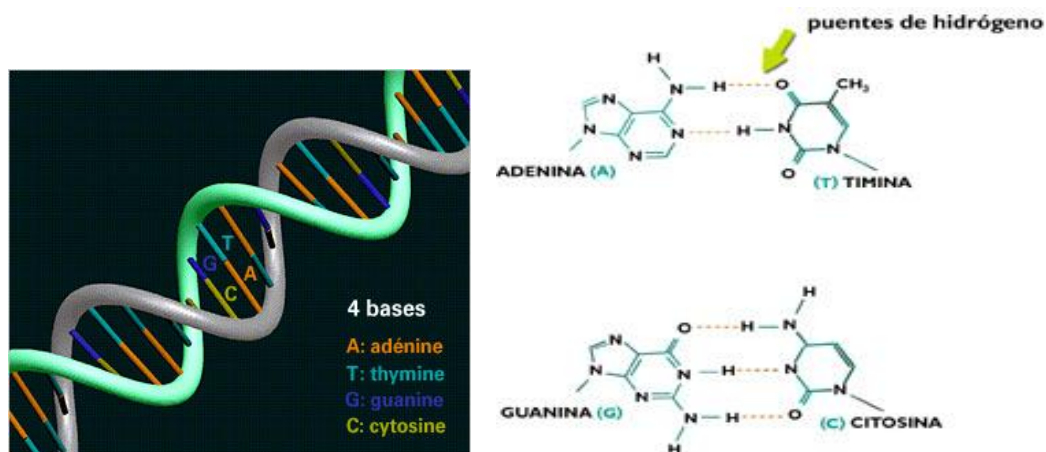 T
G
A
C
4 bases
A: adénine
T: thymine
G: guanine
C: cytosine
puentes de hidrógeno
H
N
H
O
CH₃
N
N
N
H
N
N
N
O
ADENINA (A)
(T) TIMINA
H
O
H
N
N
N
H
N
N
N
N
O
GUANINA (G)
N
H
(C) CITOSINA
H